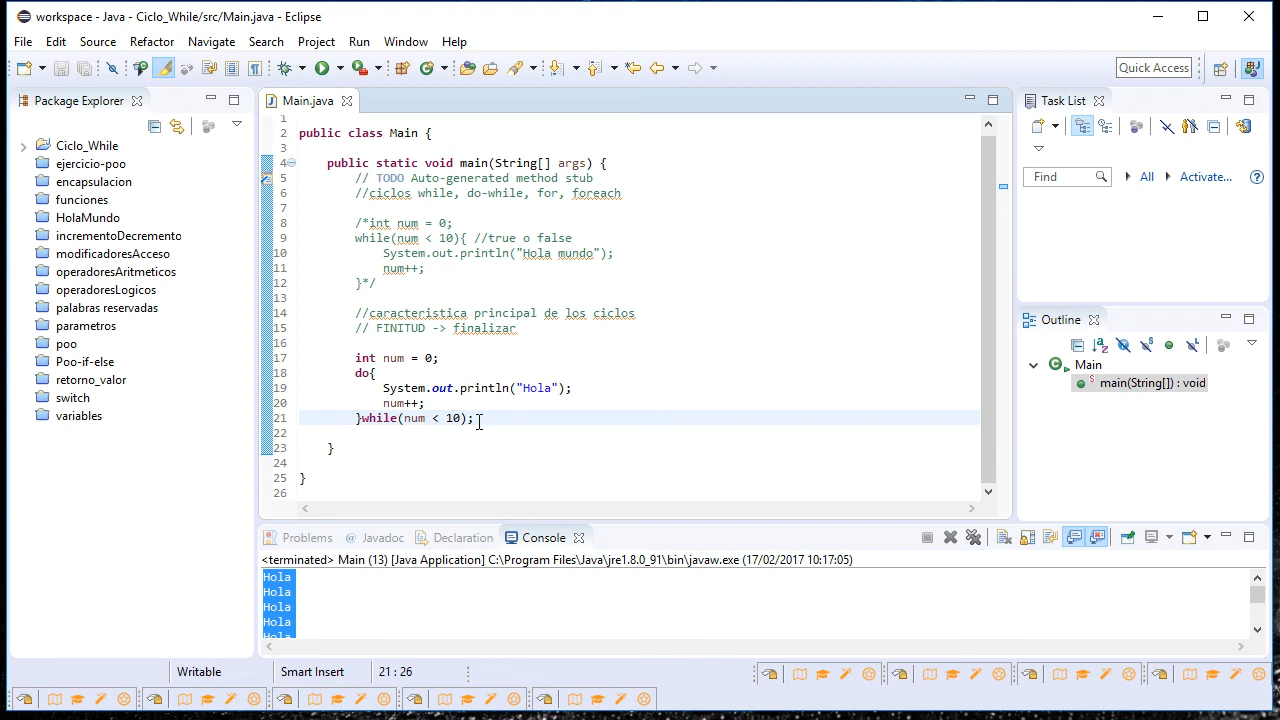 workspace - Java - Ciclo_While/src/Main.java - Eclipse
File Edit Source Refactor Navigate Search Project Run Window Help
Quick Access
Package Explorer
Ciclo_While
ejercicio-poo
encapsulacion
funciones
HolaMundo
incrementoDecremento
modificadoresAcceso
operadoresAritmeticos
operadoresLogicos
palabras reservadas
parametros
poo
Poo-if-else
retorno_valor
switch
variables
Main.java
1
2 public class Main {
3
4 public static void main(String[] args) {
5 // TODO Auto-generated method stub
6 //ciclos while, do-while, for, foreach
7
8 /*int num = 0;
9 while(num < 10){ //true o false
10 System.out.println("Hola mundo");
11 num++;
12 }*/
13
14 //caracteristica principal de los ciclos
15 // FINITUD -> finalizar
16
17 int num = 0;
18 do{
19 System.out.println("Hola");
20 num++;
21 }while(num < 10);
22
23 }
24
25 }
26
Task List
Find All Activate...
Outline
Main
main(String[]) : void
Problems @ Declaration Console
<terminated> Main (13) [Java Application] C:\Program Files\Java\jre1.8.0_91\bin\javaw.exe (17/02/2017 10:17:05)
Hola
Hola
Hola
Hola
Hola
Writable Smart Insert 21 : 26